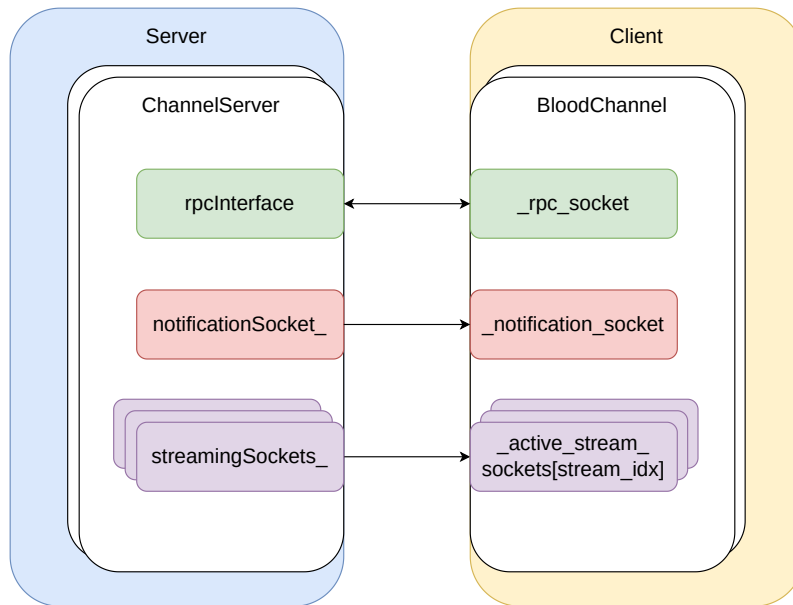 Server
Client
ChannelServer
BloodChannel
rpcInterface
_rpc_socket
notificationSocket_
_notification_socket
streamingSockets_
_active_stream_
sockets[stream_idx]